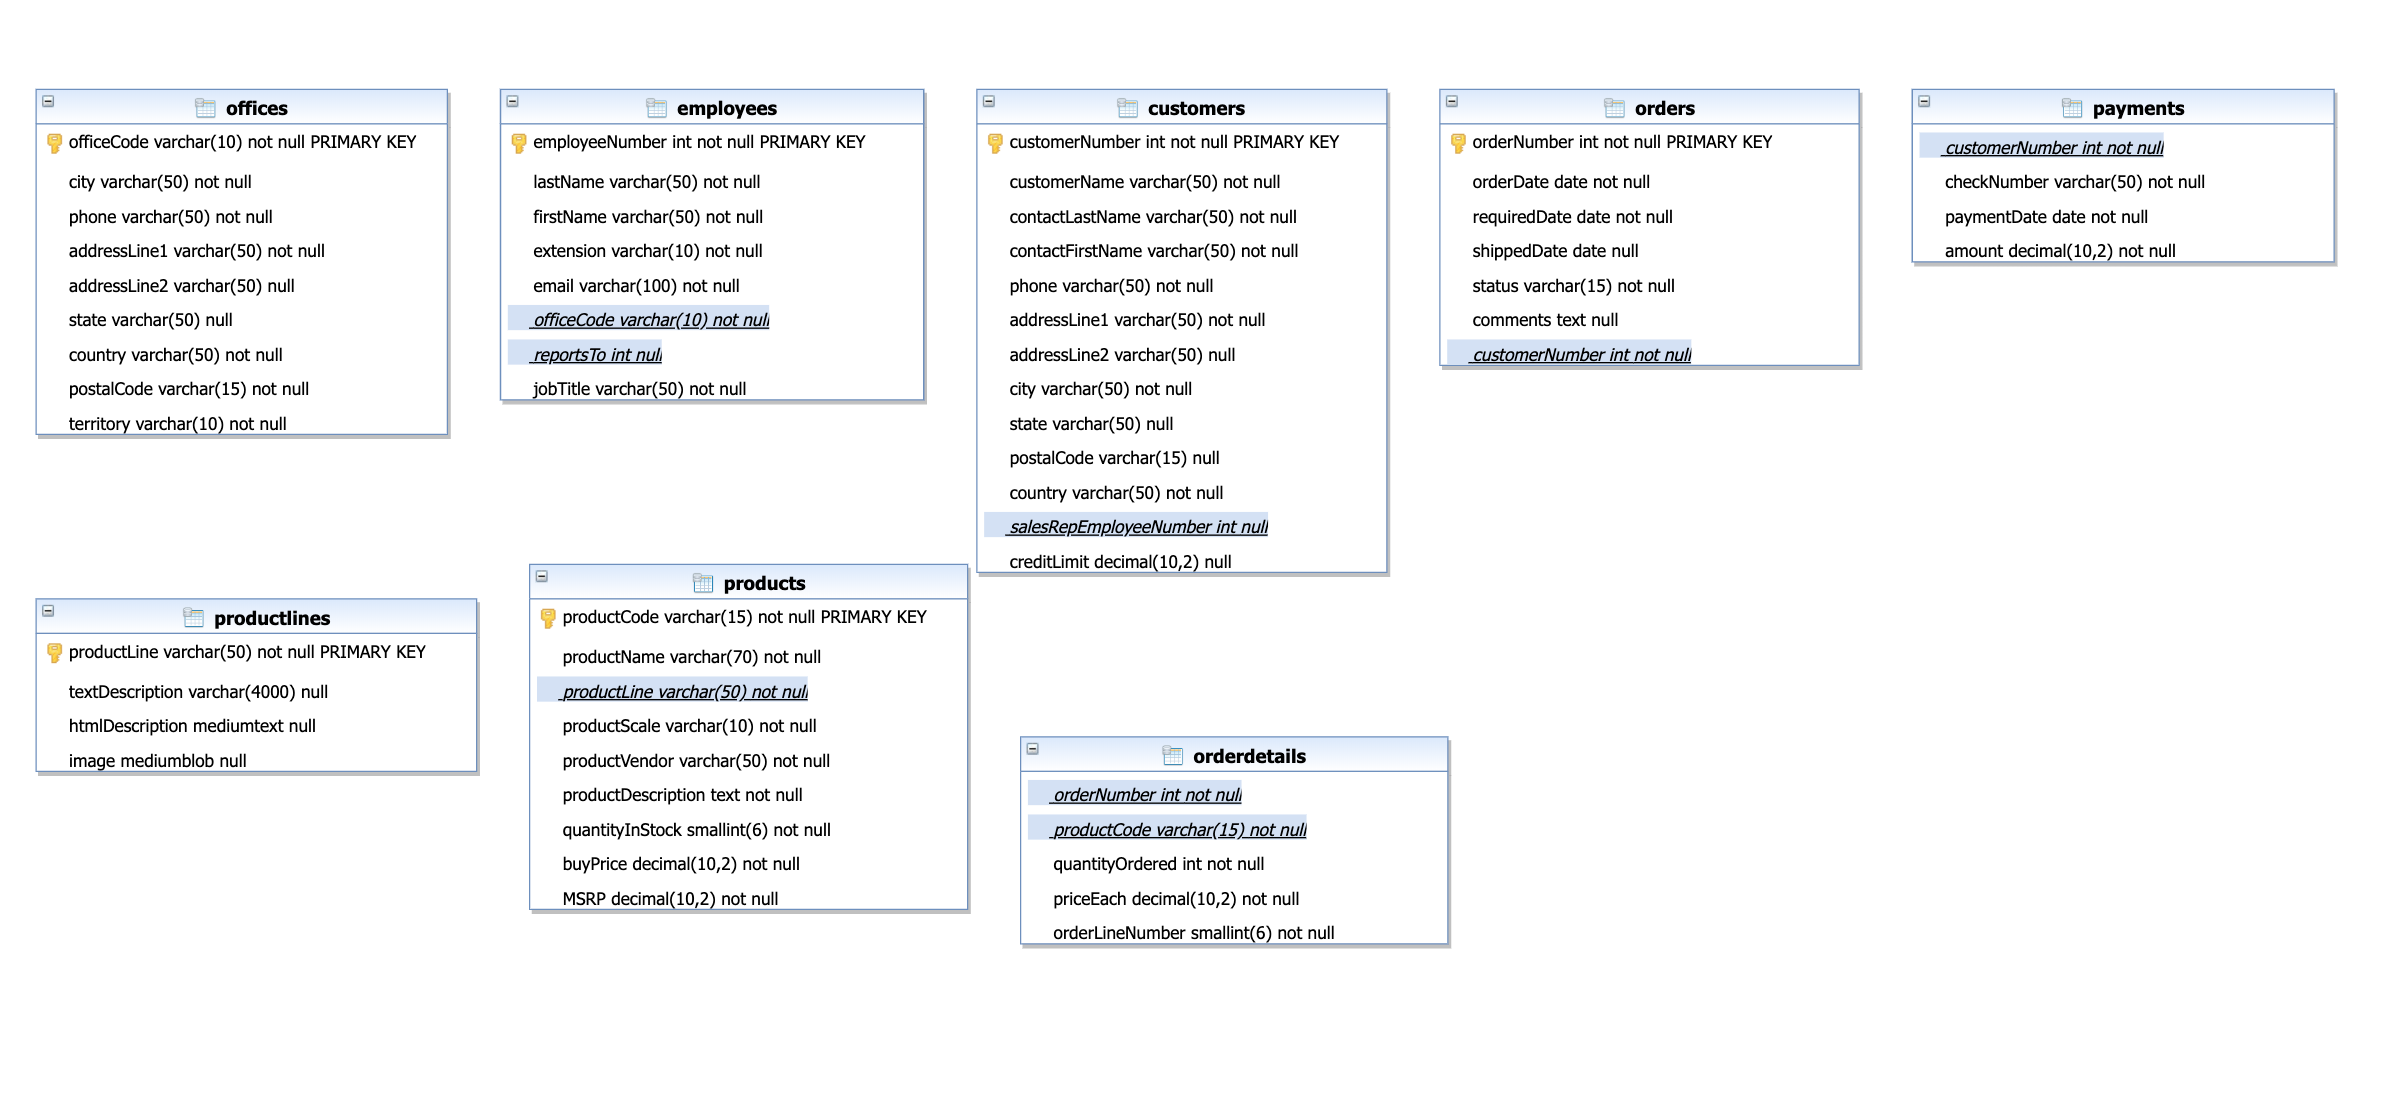 offices
officeCode varchar(10) not null PRIMARY KEY
city varchar(50) not null
phone varchar(50) not null
addressLine1 varchar(50) not null
addressLine2 varchar(50) null
state varchar(50) null
country varchar(50) not null
postalCode varchar(15) not null
territory varchar(10) not null
employees
employeeNumber int not null PRIMARY KEY
lastName varchar(50) not null
firstName varchar(50) not null
extension varchar(10) not null
email varchar(100) not null
officeCode varchar(10) not null
reportsTo int null
jobTitle varchar(50) not null
customers
customerNumber int not null PRIMARY KEY
customerName varchar(50) not null
contactLastName varchar(50) not null
contactFirstName varchar(50) not null
phone varchar(50) not null
addressLine1 varchar(50) not null
addressLine2 varchar(50) null
city varchar(50) not null
state varchar(50) null
postalCode varchar(15) null
country varchar(50) not null
salesRepEmployeeNumber int null
creditLimit decimal(10,2) null
orders
orderNumber int not null PRIMARY KEY
orderDate date not null
requiredDate date not null
shippedDate date null
status varchar(15) not null
comments text null
customerNumber int not null
payments
customerNumber int not null
checkNumber varchar(50) not null
paymentDate date not null
amount decimal(10,2) not null
productlines
productLine varchar(50) not null PRIMARY KEY
textDescription varchar(4000) null
htmlDescription mediumtext null
image mediumblob null
products
productCode varchar(15) not null PRIMARY KEY
productName varchar(70) not null
productLine varchar(50) not null
productScale varchar(10) not null
productVendor varchar(50) not null
productDescription text not null
quantityInStock smallint(6) not null
buyPrice decimal(10,2) not null
MSRP decimal(10,2) not null
orderdetails
orderNumber int not null
productCode varchar(15) not null
quantityOrdered int not null
priceEach decimal(10,2) not null
orderLineNumber smallint(6) not null